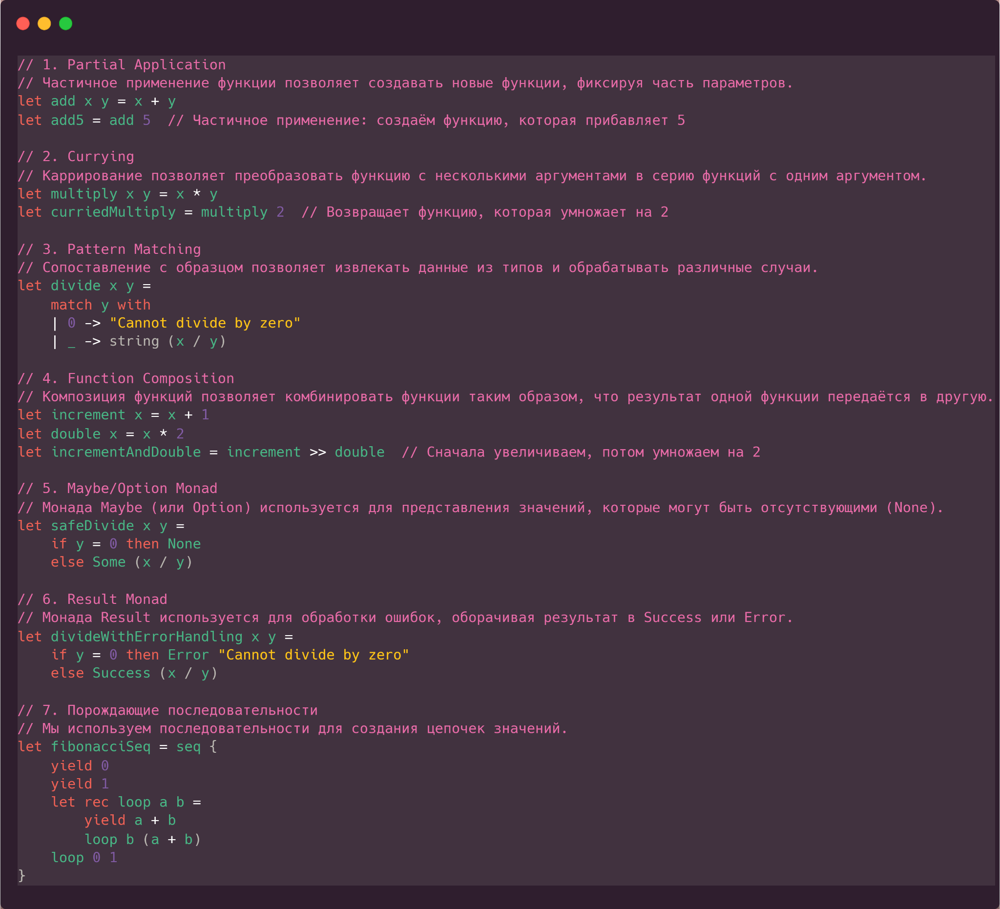 // 1. Partial Application
// Частичное применение функции позволяет создавать новые функции, фиксируя часть параметров.
let add x y = x + y
let add5 = add 5  // Частичное применение: создаём функцию, которая прибавляет 5

// 2. Currying
// Каррирование позволяет преобразовать функцию с несколькими аргументами в серию функций с одним аргументом.
let multiply x y = x * y
let curriedMultiply = multiply 2  // Возвращает функцию, которая умножает на 2

// 3. Pattern Matching
// Сопоставление с образцом позволяет извлекать данные из типов и обрабатывать различные случаи.
let divide x y =
    match y with
    | 0 -> "Cannot divide by zero"
    | _ -> string (x / y)

// 4. Function Composition
// Композиция функций позволяет комбинировать функции таким образом, что результат одной функции передаётся в другую.
let increment x = x + 1
let double x = x * 2
let incrementAndDouble = increment >> double  // Сначала увеличиваем, потом умножаем на 2

// 5. Maybe/Option Monad
// Монада Maybe (или Option) используется для представления значений, которые могут быть отсутствующими (None).
let safeDivide x y =
    if y = 0 then None
    else Some (x / y)

// 6. Result Monad
// Монада Result используется для обработки ошибок, оборачивая результат в Success или Error.
let divideWithErrorHandling x y =
    if y = 0 then Error "Cannot divide by zero"
    else Success (x / y)

// 7. Порождающие последовательности
// Мы используем последовательности для создания цепочек значений.
let fibonacciSeq = seq {
    yield 0
    yield 1
    let rec loop a b =
        yield a + b
        loop b (a + b)
    loop 0 1
}